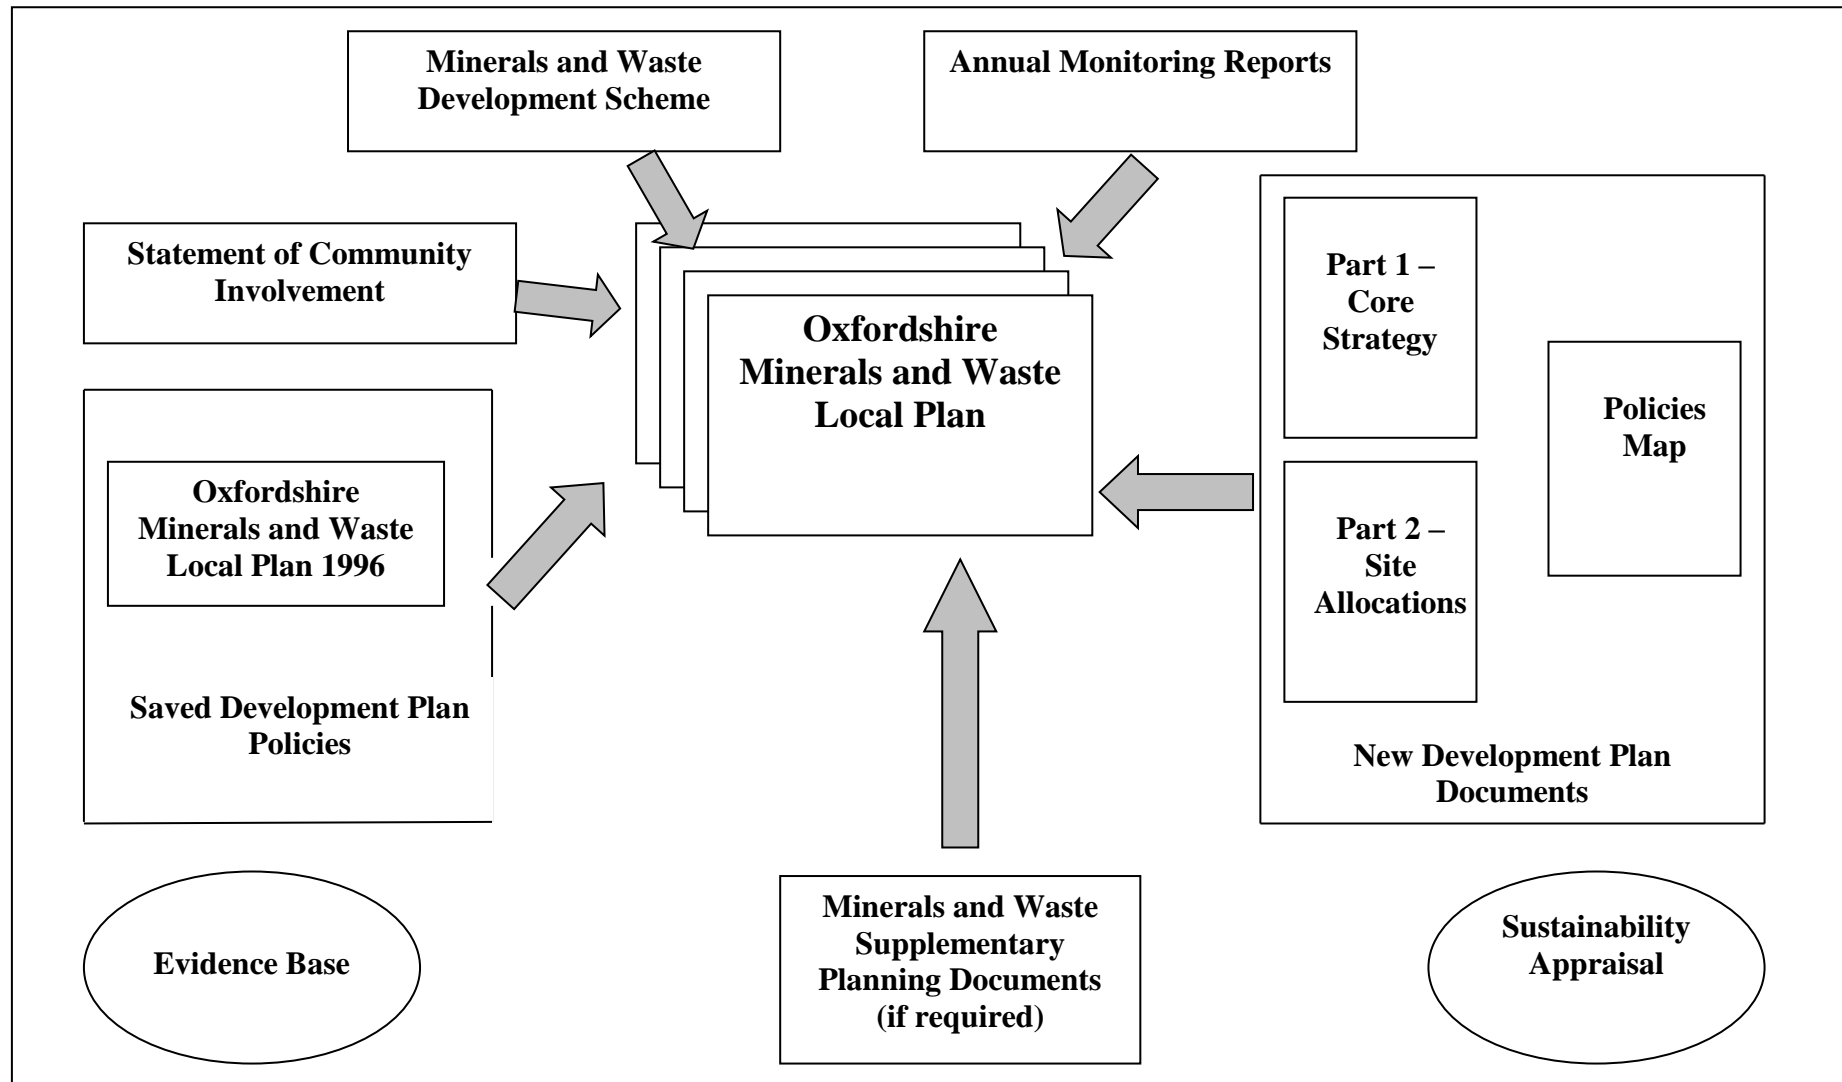 Minerals and Waste
Development Scheme
Annual Monitoring Reports
Statement of Community
Involvement
Oxfordshire
Minerals and Waste
Local Plan
Part 1 –
Core
Strategy
Policies
Map
Oxfordshire
Minerals and Waste
Local Plan 1996
Part 2 –
Site
Allocations
Saved Development Plan
Policies
New Development Plan
Documents
Evidence Base
Minerals and Waste
Supplementary
Planning Documents
(if required)
Sustainability
Appraisal